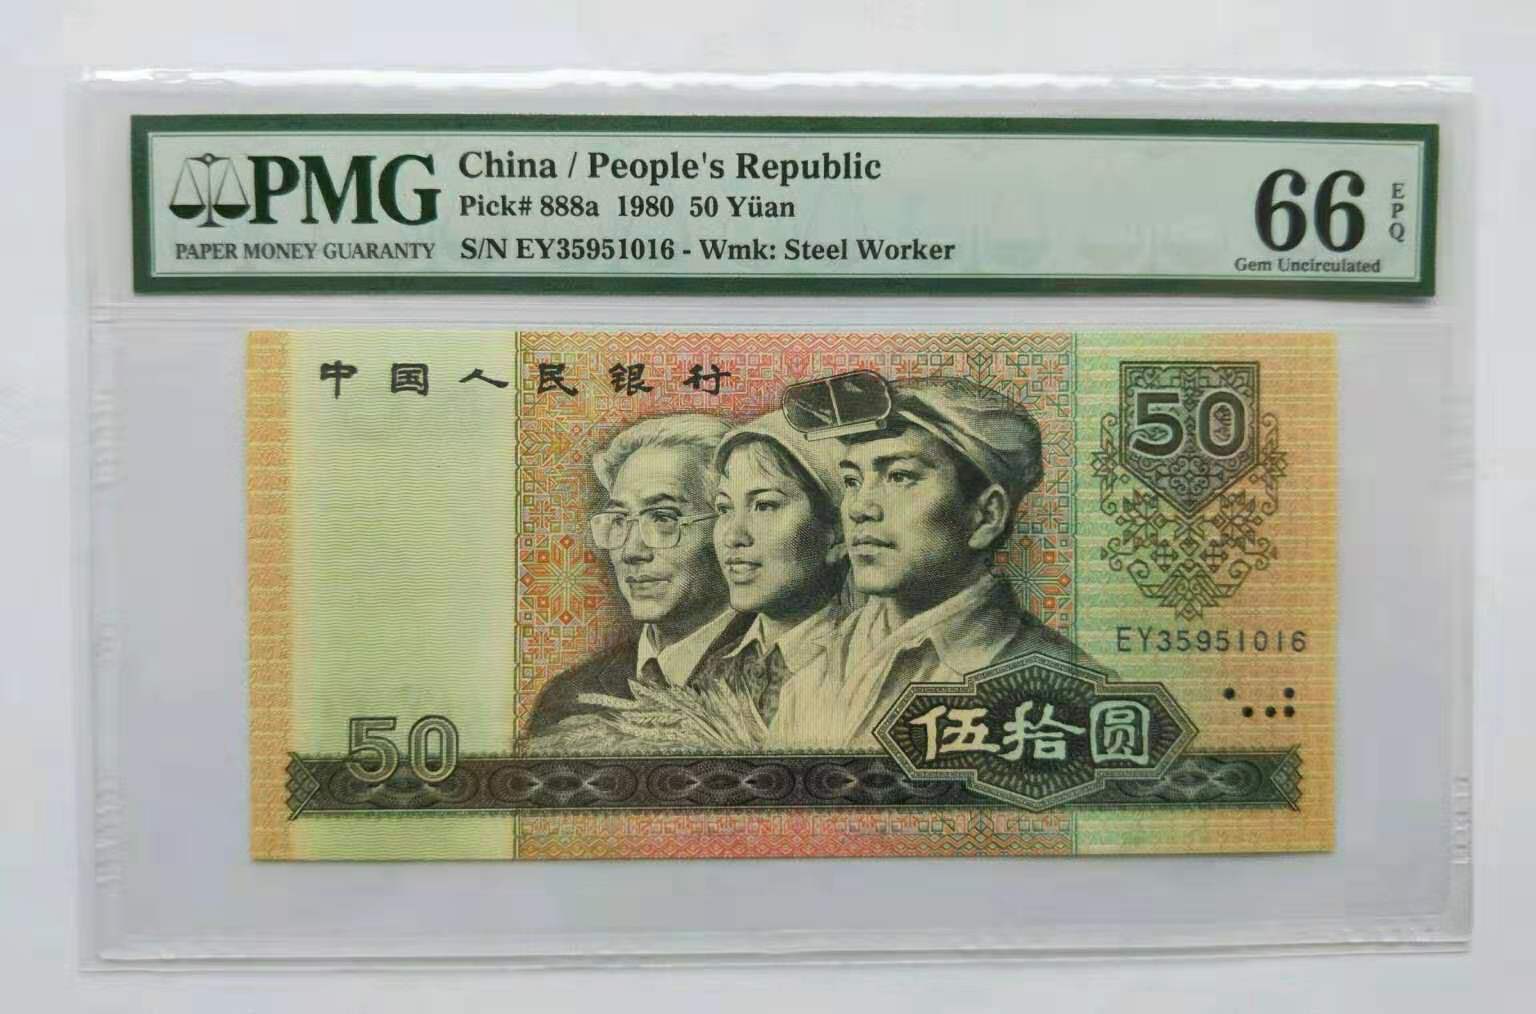 PMG
PAPER MONEY GUARANTY
China / People's Republic
Pick# 888a 1980 50 Yüan
S/N EY35951016 - Wmk: Steel Worker
66
EPQ
Gem Uncirculated
中国人民银行
50
EY35951016
50
伍拾圆